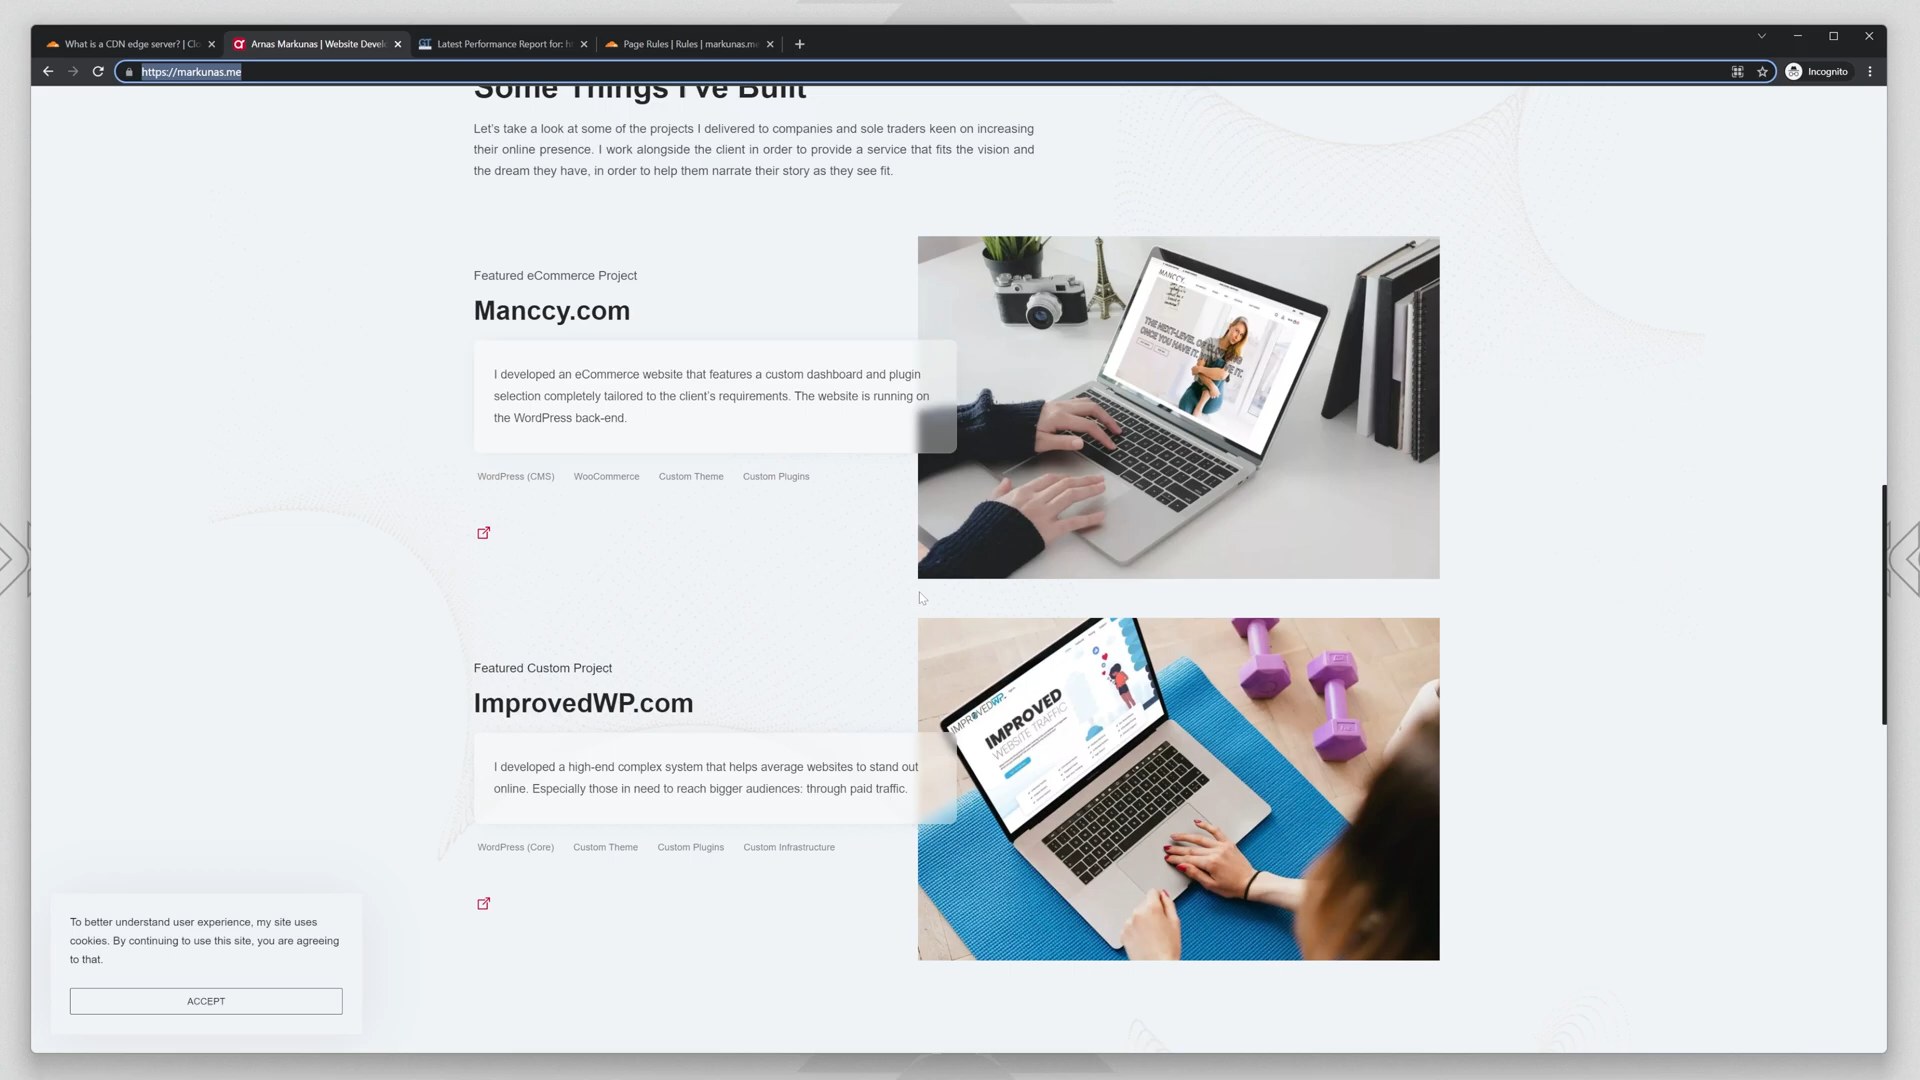 What is a CDN edge server? | Clo
Arnas Markunas | Website Develo
Latest Performance Report for: ht
Page Rules | Rules | markunas.me
https://markunas.me
Incognito
Some Things I've Built
Let's take a look at some of the projects I delivered to companies and sole traders keen on increasing
their online presence. I work alongside the client in order to provide a service that fits the vision and
the dream they have, in order to help them narrate their story as they see fit.
Featured eCommerce Project
Manccy.com
I developed an eCommerce website that features a custom dashboard and plugin
selection completely tailored to the client's requirements. The website is running on
the WordPress back-end.
WordPress (CMS) WooCommerce Custom Theme Custom Plugins
MANCCY
Featured Custom Project
ImprovedWP.com
I developed a high-end complex system that helps average websites to stand out
online. Especially those in need to reach bigger audiences: through paid traffic.
WordPress (Core) Custom Theme Custom Plugins Custom Infrastructure
IMPROVEDWP
IMPROVED
WEBSITE TRAFFIC
To better understand user experience, my site uses
cookies. By continuing to use this site, you are agreeing
to that.
ACCEPT